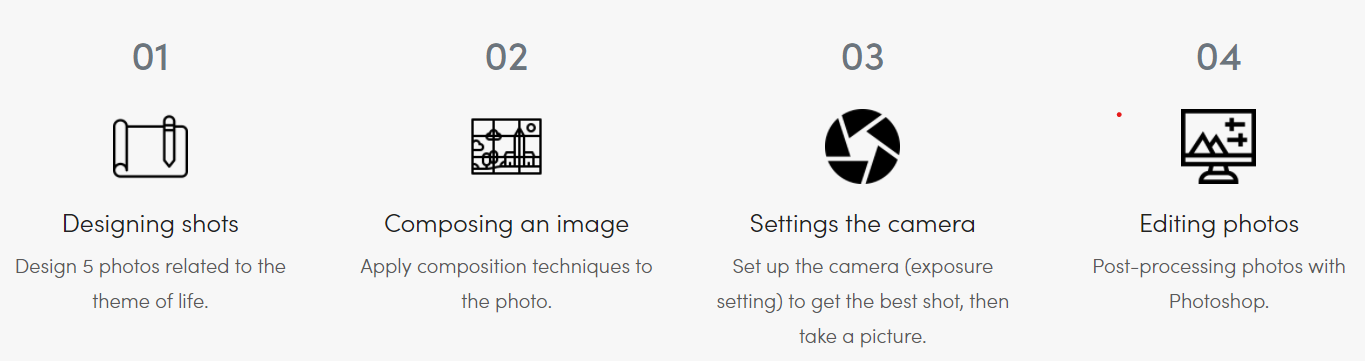 01
Designing shots
Design 5 photos related to the
theme of life.
02
Composing an image
Apply composition techniques to
the photo.
03
Settings the camera
Set up the camera (exposure
setting) to get the best shot, then
take a picture.
04
Editing photos
Post-processing photos with
Photoshop.